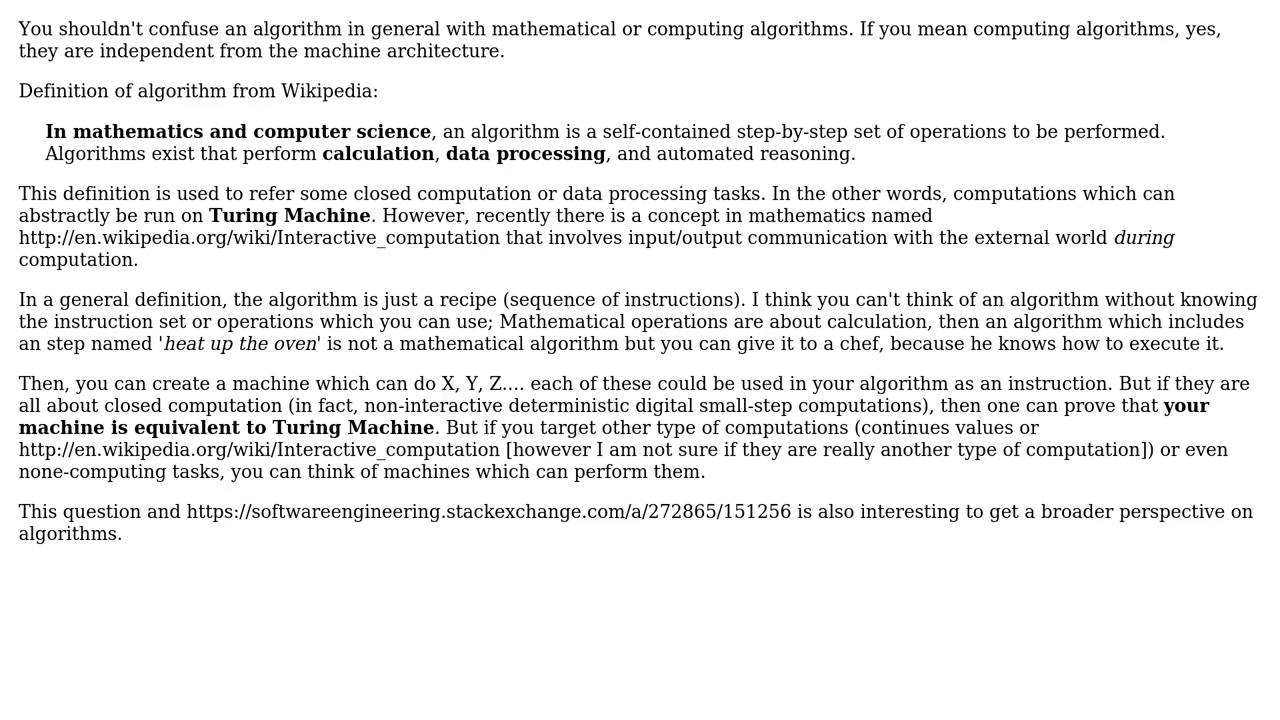 You shouldn't confuse an algorithm in general with mathematical or computing algorithms. If you mean computing algorithms, yes,
they are independent from the machine architecture.
Definition of algorithm from Wikipedia:
In mathematics and computer science, an algorithm is a self-contained step-by-step set of operations to be performed.
Algorithms exist that perform calculation, data processing, and automated reasoning.
This definition is used to refer some closed computation or data processing tasks. In the other words, computations which can
abstractly be run on Turing Machine. However, recently there is a concept in mathematics named
http://en.wikipedia.org/wiki/Interactive_computation that involves input/output communication with the external world during
computation.
In a general definition, the algorithm is just a recipe (sequence of instructions). I think you can't think of an algorithm without knowing
the instruction set or operations which you can use; Mathematical operations are about calculation, then an algorithm which includes
an step named 'heat up the oven' is not a mathematical algorithm but you can give it to a chef, because he knows how to execute it.
Then, you can create a machine which can do X, Y, Z.... each of these could be used in your algorithm as an instruction. But if they are
all about closed computation (in fact, non-interactive deterministic digital small-step computations), then one can prove that your
machine is equivalent to Turing Machine. But if you target other type of computations (continues values or
http://en.wikipedia.org/wiki/Interactive_computation [however I am not sure if they are really another type of computation]) or even
none-computing tasks, you can think of machines which can perform them.
This question and https://softwareengineering.stackexchange.com/a/272865/151256 is also interesting to get a broader perspective on
algorithms.